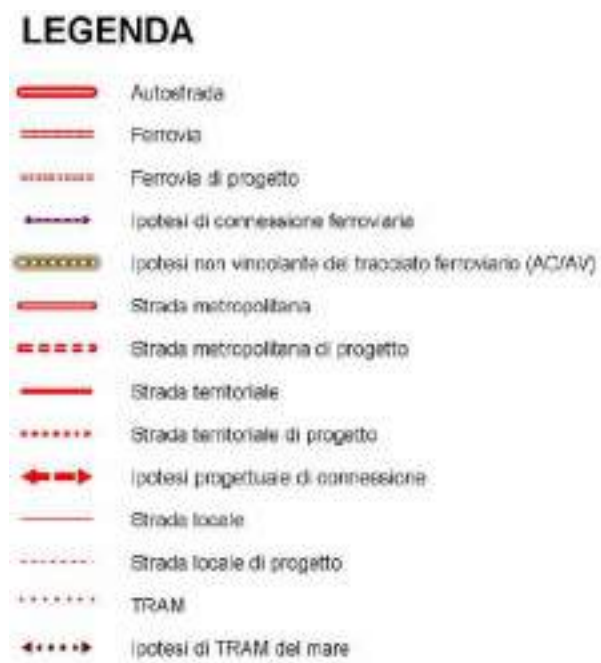 LEGENDA
Autostrada
Ferrovia
Ferrovia di progetto
Ipotesi di connessione ferroviaria
Ipotesi non vincolante del tracciato ferroviario (AC/AV)
Strada metropolitana
Strada metropolitana di progetto
Strada territoriale
Strada territoriale di progetto
Ipotesi progettuale di connessione
Strada locale
Strada locale di progetto
TRAM
Ipotesi di TRAM del mare